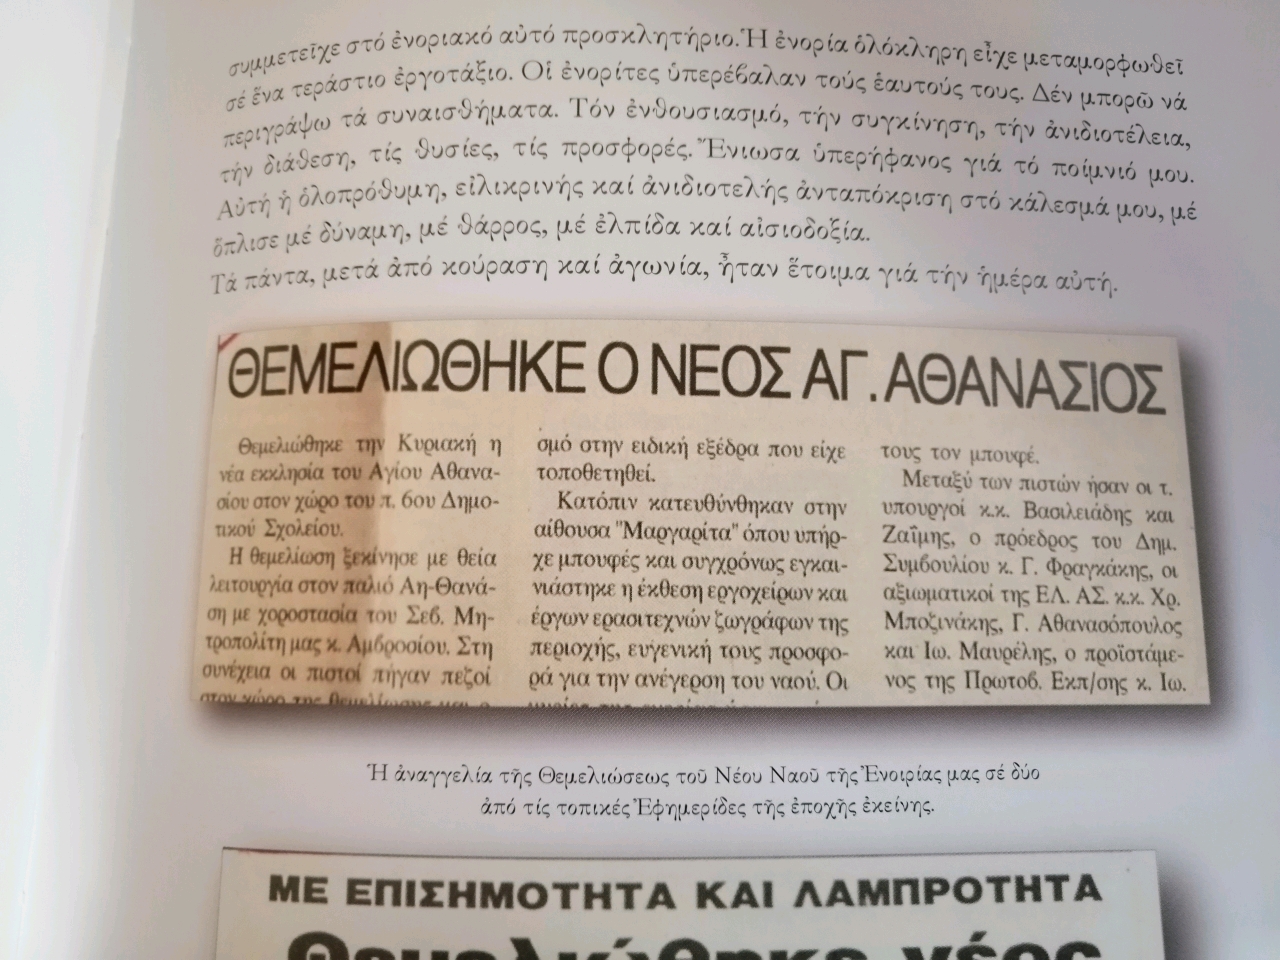 συμμετεῖχε στό ἐνοριακό αὐτό προσκλητήριο. Ἡ ἐνορία ὁλόκληρη εἶχε μεταμορφωθεῖ
σέ ἕνα τεράστιο ἐργοτάξιο. Οἱ ἐνορίτες ὑπερέβαλαν τούς ἑαυτούς τους. Δέν μπορῶ νά
περιγράψω τά συναισθήματα. Τόν ἐνθουσιασμό, τήν συγκίνηση, τήν ἀνιδιοτέλεια,
τήν διάθεση, τίς θυσίες, τίς προσφορές. Ἔνιωσα ὑπερήφανος γιά τό ποίμνιό μου.
Αὐτή ἡ ὁλοπρόθυμη, εἰλικρινής καί ἀνιδιοτελής ἀνταπόκριση στό κάλεσμά μου, μέ
ὅπλισε μέ δύναμη, μέ θάρρος, μέ ἐλπίδα καί αἰσιοδοξία.
Τά πάντα, μετά ἀπό κούραση καί ἀγωνία, ἦταν ἕτοιμα γιά τήν ἡμέρα αὐτή.
ΘΕΜΕΛΙΩΘΗΚΕ Ο ΝΕΟΣ ΑΓ. ΑΘΑΝΑΣΙΟΣ
Θεμελιώθηκε την Κυριακή η
νέα εκκλησία του Αγίου Αθανα-
σίου στον χώρο του π. 6ου Δημο-
τικού Σχολείου.
Η θεμελίωση ξεκίνησε με θεία
λειτουργία στον παλιό Αη-Θανά-
ση με χοροστασία του Σεβ. Μη-
τροπολίτη μας κ. Αμβροσίου. Στη
συνέχεια οι πιστοί πήγαν πεζοί
στον χώρο της θεμελίωσης και ο
σμό στην ειδική εξέδρα που είχε
τοποθετηθεί.
Κατόπιν κατευθύνθηκαν στην
αίθουσα "Μαργαρίτα" όπου υπήρ-
χε μπουφές και συγχρόνως εγκαι-
νιάστηκε η έκθεση εργοχείρων και
έργων ερασιτεχνών ζωγράφων της
περιοχής, ευγενική τους προσφο-
ρά για την ανέγερση του ναού. Οι
τους τον μπουφέ.
Μεταξύ των πιστών ήσαν οι τ.
υπουργοί κ.κ. Βασιλειάδης και
Ζαΐμης, ο πρόεδρος του Δημ.
Συμβουλίου κ. Γ. Φραγκάκης, οι
αξιωματικοί της ΕΛ. ΑΣ. κ.κ. Χρ.
Μποζινάκης, Γ. Αθανασόπουλος
και Ιω. Μαυρέλης, ο προϊστάμε-
νος της Πρωτοβ. Εκπ/σης κ. Ιω.
Ἡ ἀναγγελία τῆς Θεμελιώσεως τοῦ Νέου Ναοῦ τῆς Ἐνοιρίας μας σέ δύο
ἀπό τίς τοπικές Ἐφημερίδες τῆς ἐποχῆς ἐκείνης.
ΜΕ ΕΠΙΣΗΜΟΤΗΤΑ ΚΑΙ ΛΑΜΠΡΟΤΗΤΑ
Θεμελιώθηκε νέος